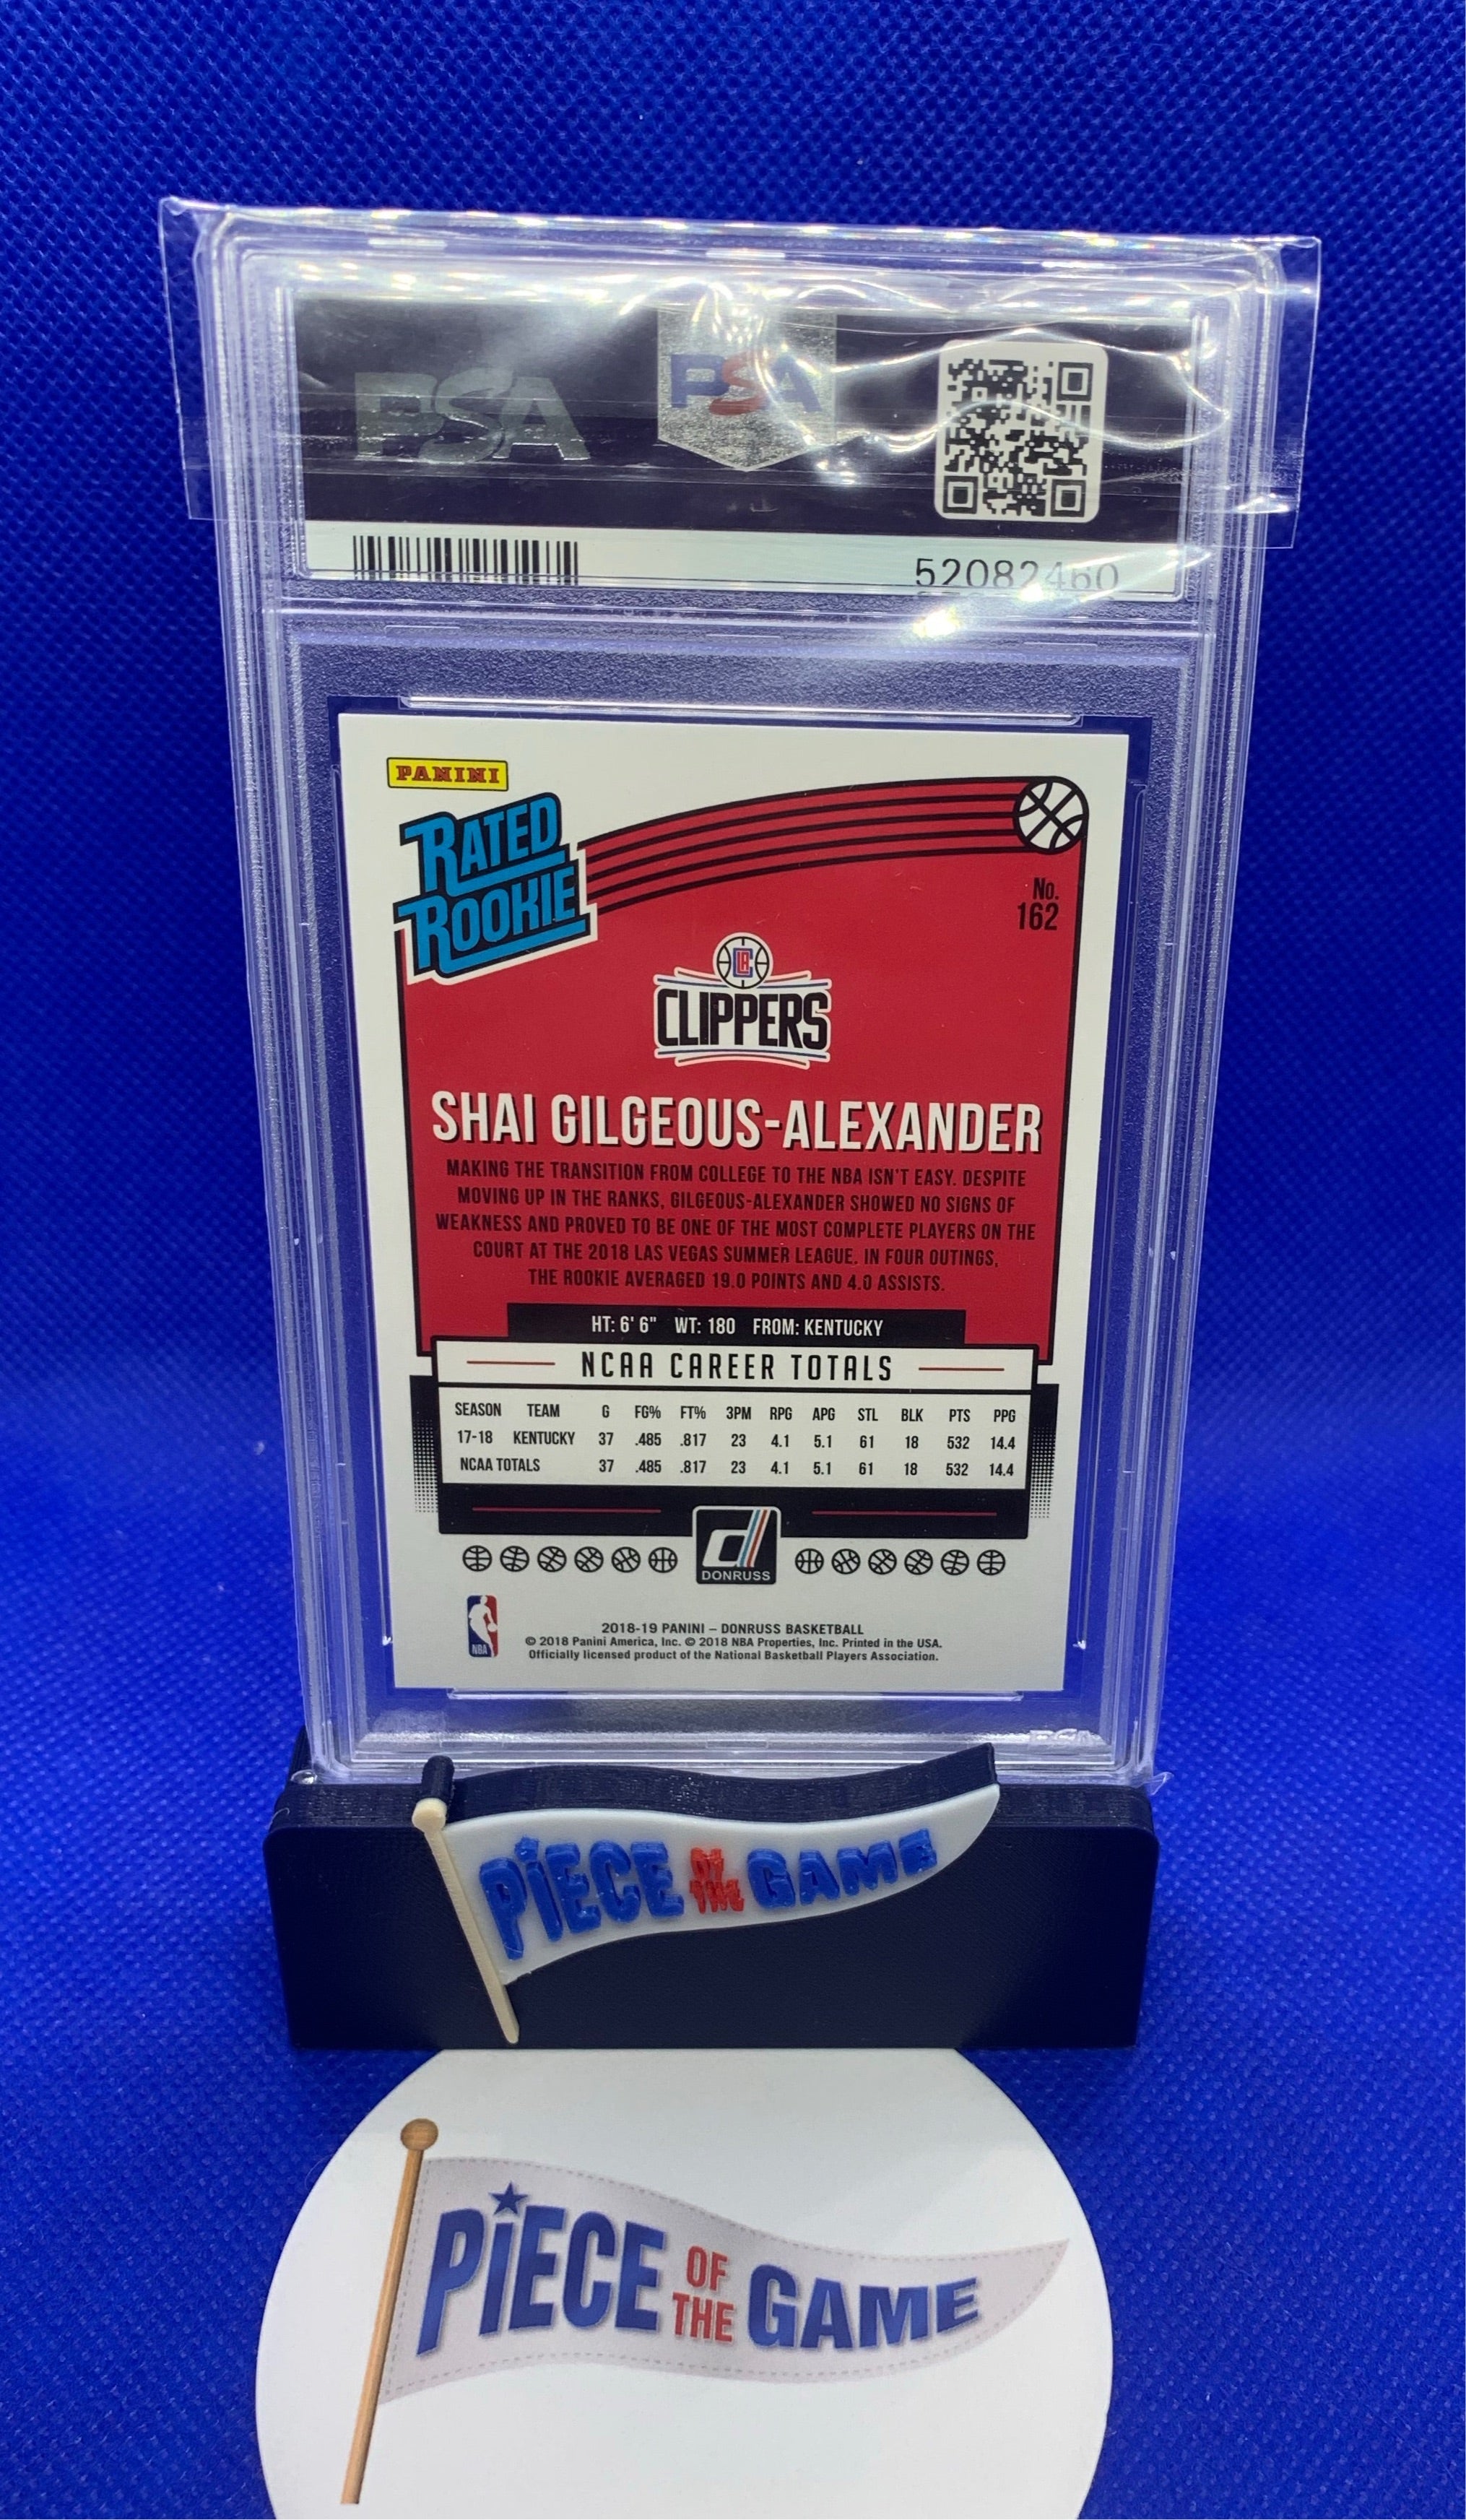 PSA
PSA
52082460
PANINI
RATED
ROOKIE
No.
162
LA
CLIPPERS
SHAI GILGEOUS-ALEXANDER
MAKING THE TRANSITION FROM COLLEGE TO THE NBA ISN'T EASY. DESPITE
MOVING UP IN THE RANKS, GILGEOUS-ALEXANDER SHOWED NO SIGNS OF
WEAKNESS AND PROVED TO BE ONE OF THE MOST COMPLETE PLAYERS ON THE
COURT AT THE 2018 LAS VEGAS SUMMER LEAGUE. IN FOUR OUTINGS,
THE ROOKIE AVERAGED 19.0 POINTS AND 4.0 ASSISTS.
HT: 6' 6" WT: 180 FROM: KENTUCKY
NCAA CAREER TOTALS
SEASON TEAM G FG% FT% 3PM RPG APG STL BLK PTS PPG
17-18 KENTUCKY 37 .485 .817 23 4.1 5.1 61 18 532 14.4
NCAA TOTALS 37 .485 .817 23 4.1 5.1 61 18 532 14.4
d
DONRUSS
NBA
2018-19 PANINI – DONRUSS BASKETBALL
© 2018 Panini America, Inc. © 2018 NBA Properties, Inc. Printed in the USA.
Officially licensed product of the National Basketball Players Association.
PSA
PiECE OF THE GAME
PiECE OF THE GAME